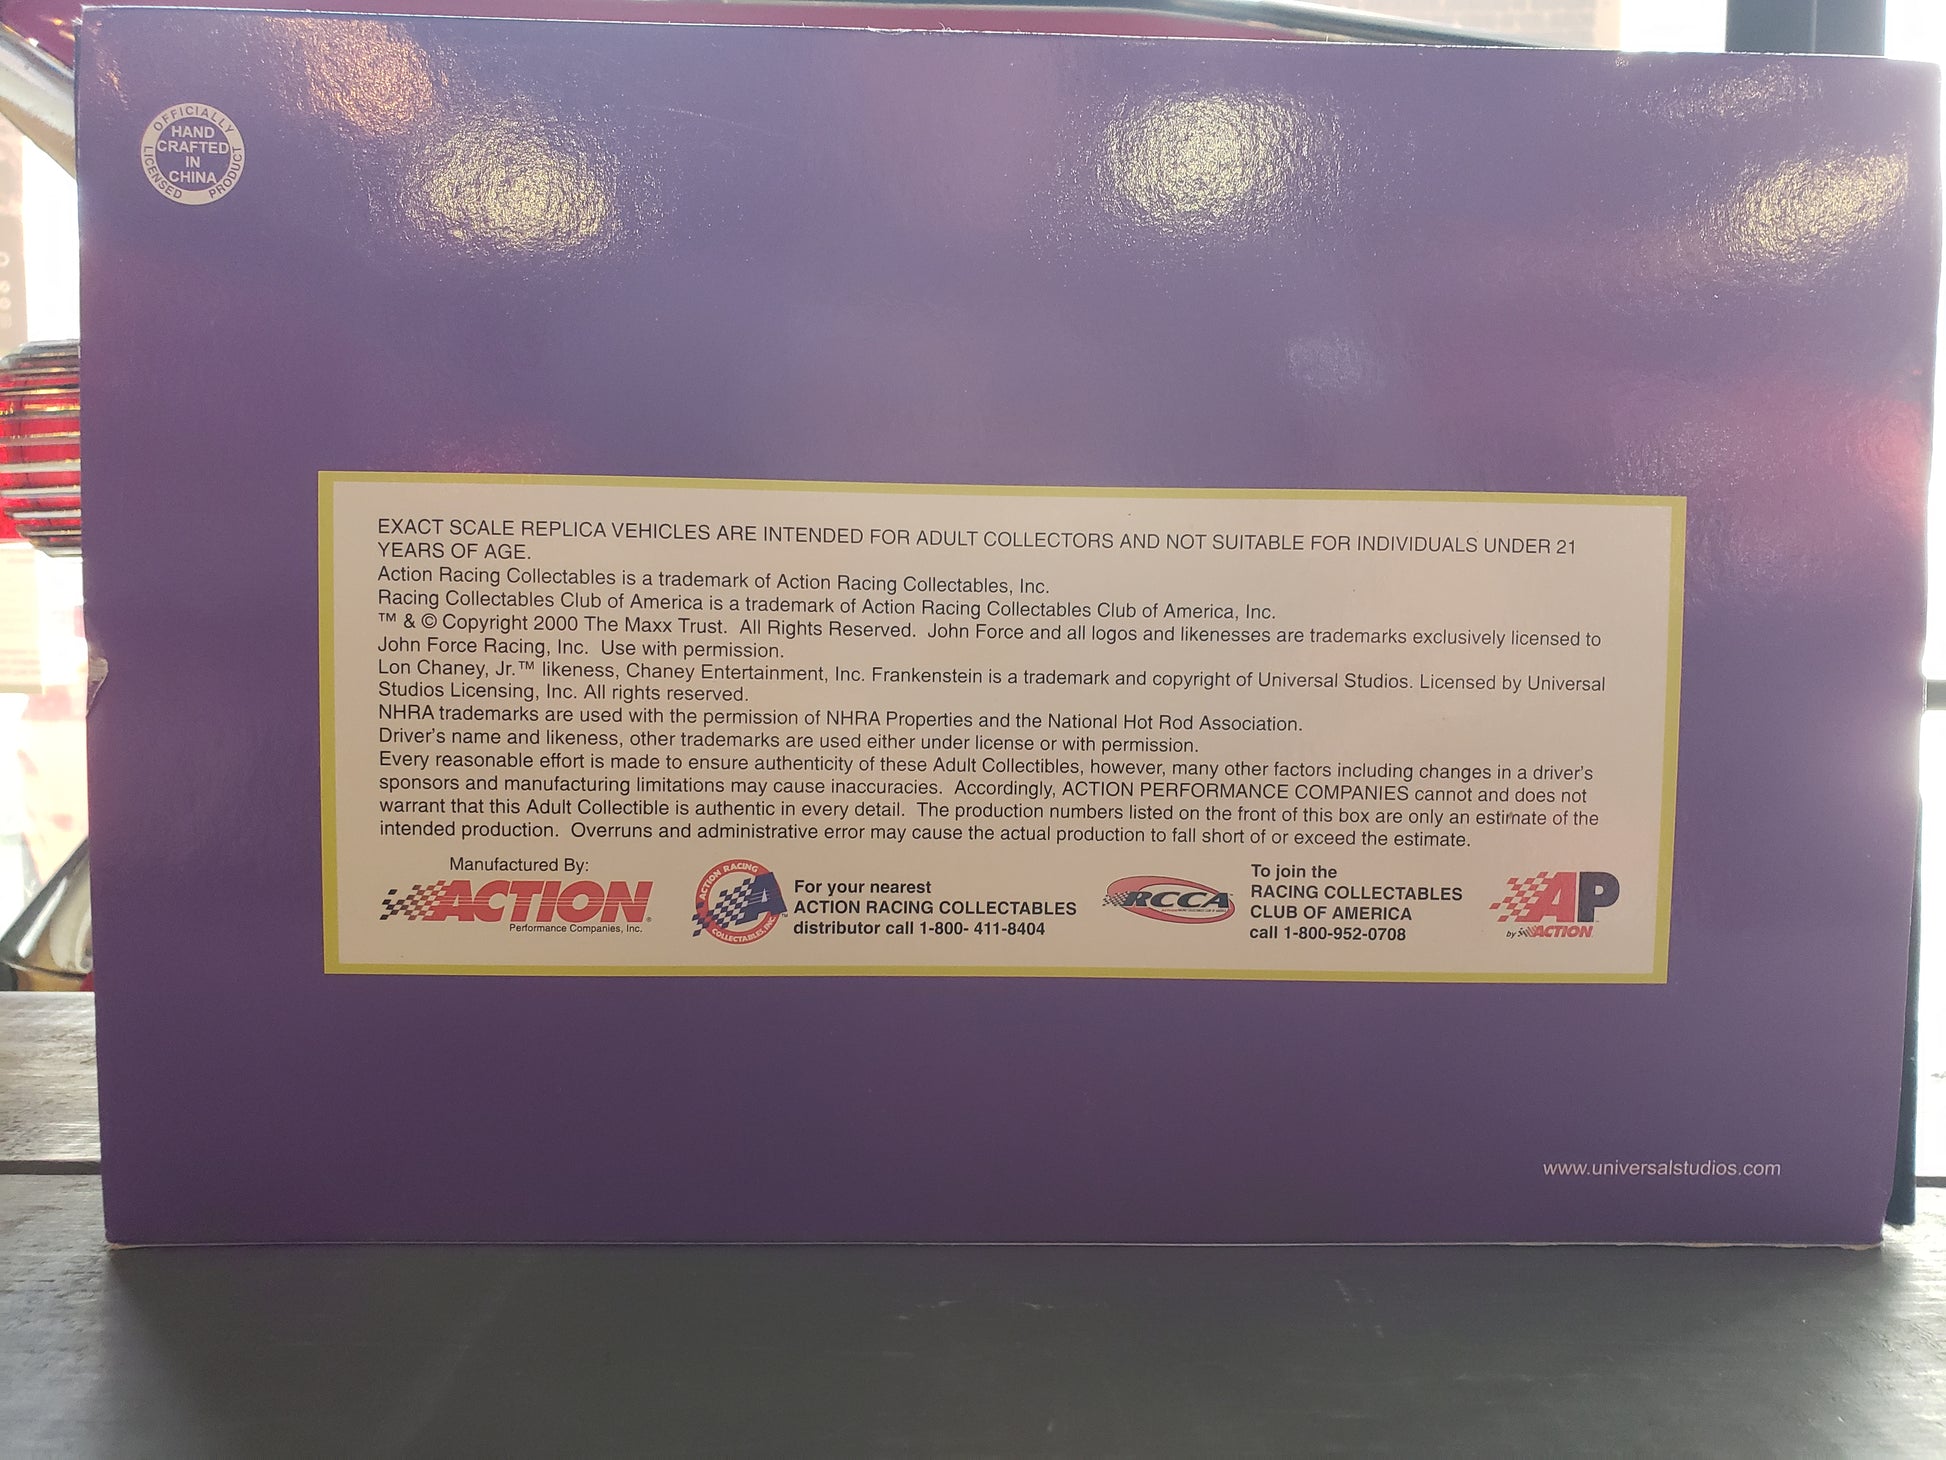 OFFICIALLY
LICENSED PRODUCT
HAND
CRAFTED
IN
CHINA
EXACT SCALE REPLICA VEHICLES ARE INTENDED FOR ADULT COLLECTORS AND NOT SUITABLE FOR INDIVIDUALS UNDER 21
YEARS OF AGE.
Action Racing Collectables is a trademark of Action Racing Collectables, Inc.
Racing Collectables Club of America is a trademark of Action Racing Collectables Club of America, Inc.
™ & © Copyright 2000 The Maxx Trust. All Rights Reserved. John Force and all logos and likenesses are trademarks exclusively licensed to
John Force Racing, Inc. Use with permission.
Lon Chaney, Jr.™ likeness, Chaney Entertainment, Inc. Frankenstein is a trademark and copyright of Universal Studios. Licensed by Universal
Studios Licensing, Inc. All rights reserved.
NHRA trademarks are used with the permission of NHRA Properties and the National Hot Rod Association.
Driver's name and likeness, other trademarks are used either under license or with permission.
Every reasonable effort is made to ensure authenticity of these Adult Collectibles, however, many other factors including changes in a driver's
sponsors and manufacturing limitations may cause inaccuracies. Accordingly, ACTION PERFORMANCE COMPANIES cannot and does not
warrant that this Adult Collectible is authentic in every detail. The production numbers listed on the front of this box are only an estimate of the
intended production. Overruns and administrative error may cause the actual production to fall short of or exceed the estimate.
Manufactured By:
ACTION®
Performance Companies, Inc.
ACTION RACING
A
COLLECTABLES, INC.
For your nearest
ACTION RACING COLLECTABLES
distributor call 1-800- 411-8404
RCCA
To join the
RACING COLLECTABLES
CLUB OF AMERICA
call 1-800-952-0708
AP
by ACTION
www.universalstudios.com